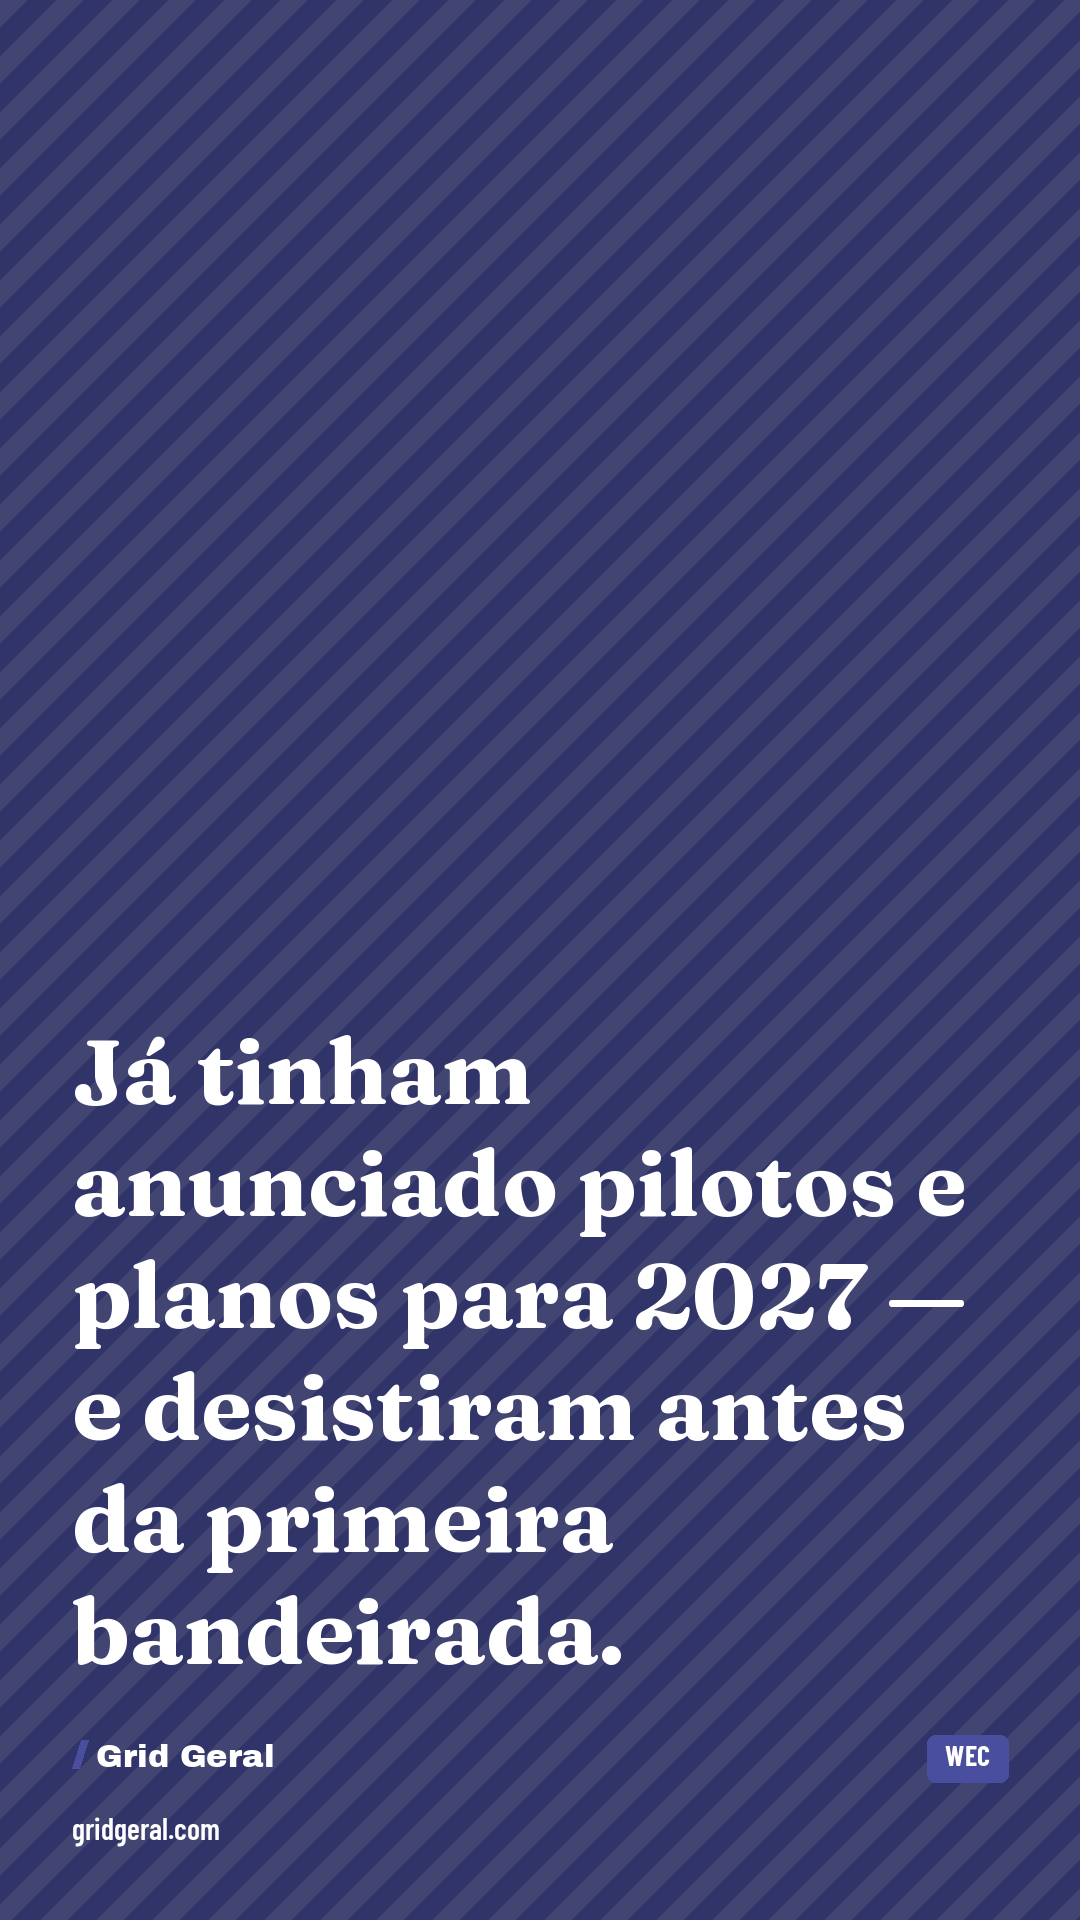 Já tinham
anunciado pilotos e
planos para 2027 —
e desistiram antes
da primeira
bandeirada.
/ Grid Geral
WEC
gridgeral.com